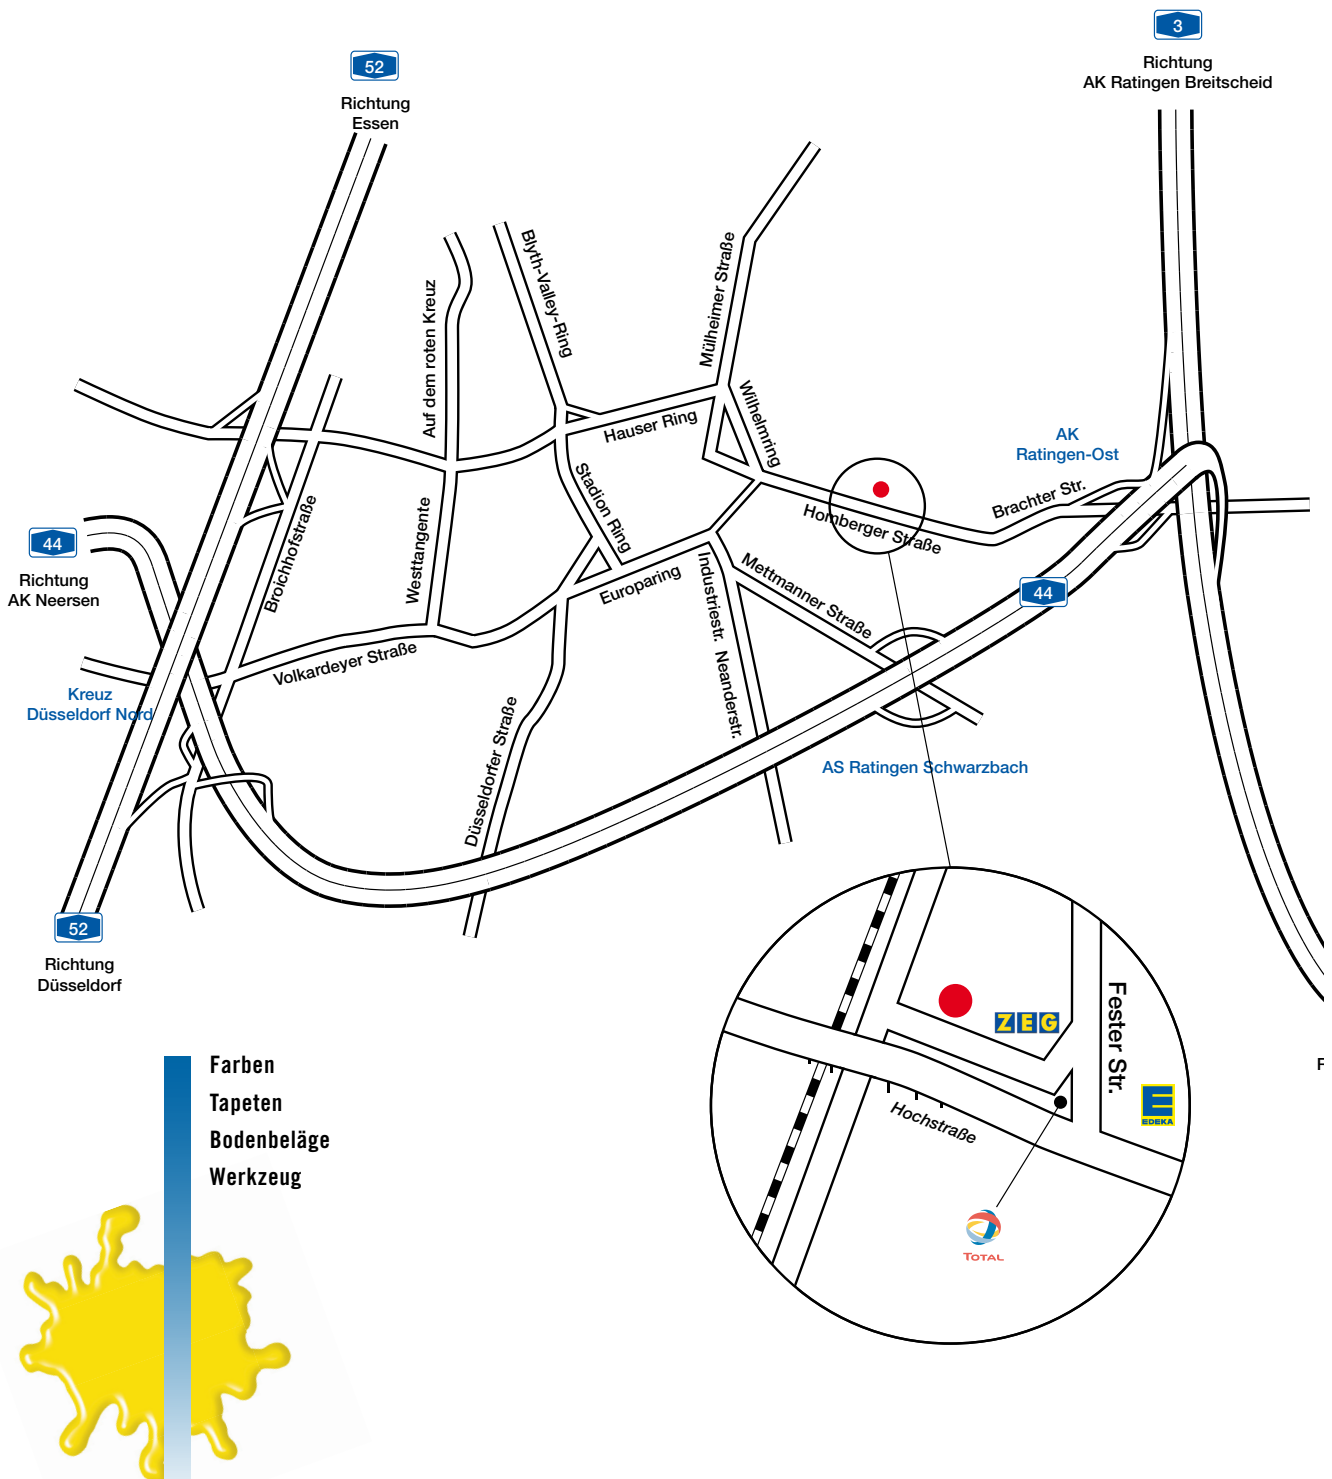 3
Richtung
AK Ratingen Breitscheid
52
Richtung
Essen
Blyth-Valley-Ring
Mülheimer Straße
Auf dem roten Kreuz
Wilhelmring
Hauser Ring
AK
Ratingen-Ost
Stadion Ring
Brachter Str.
Homberger Straße
Broichhofstraße
Westtangente
44
Richtung
AK Neersen
Europaring
Industriestr.
Mettmanner Straße
44
Volkardeyer Straße
Neanderstr.
Kreuz
Düsseldorf Nord
Düsseldorfer Straße
AS Ratingen Schwarzbach
52
Richtung
Düsseldorf
ZEG
Fester Str.
Hochstraße
EDEKA
TOTAL
Farben
Tapeten
Bodenbeläge
Werkzeug